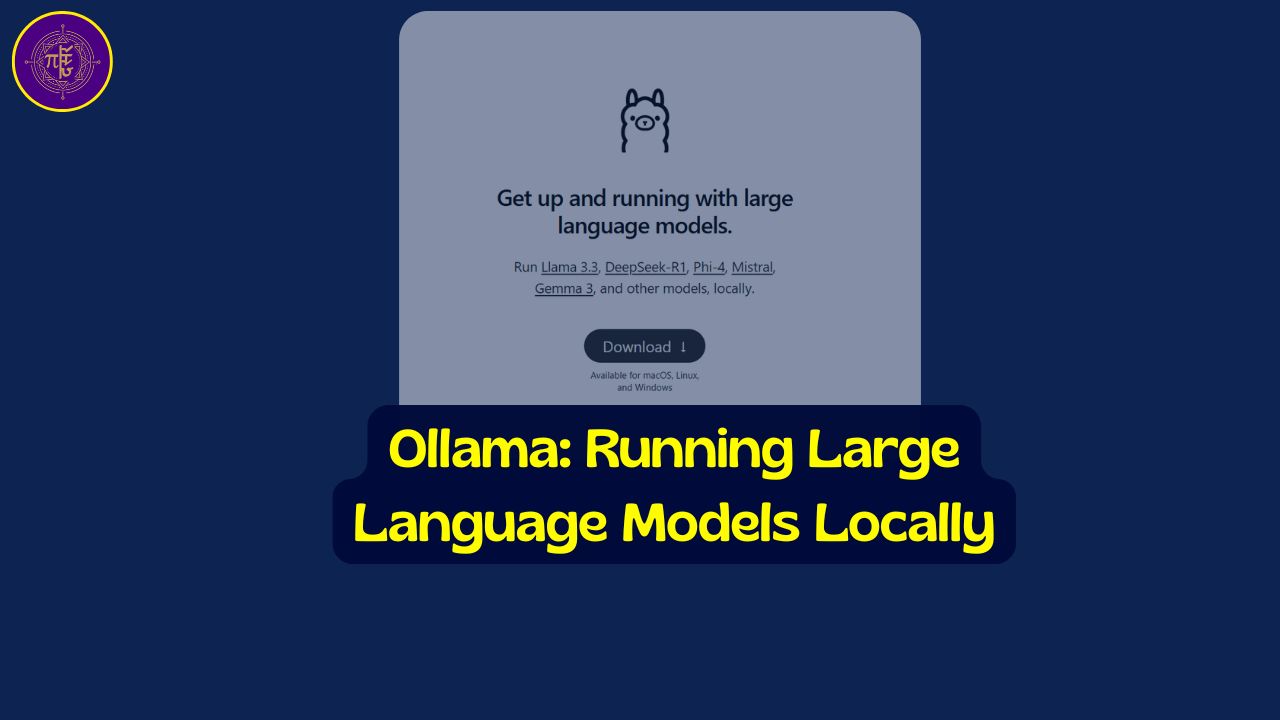 Get up and running with large
language models.
Run Llama 3.3, DeepSeek-R1, Phi-4, Mistral,
Gemma 3, and other models, locally.
Download ↓
Available for macOS, Linux,
and Windows
Ollama: Running Large
Language Models Locally